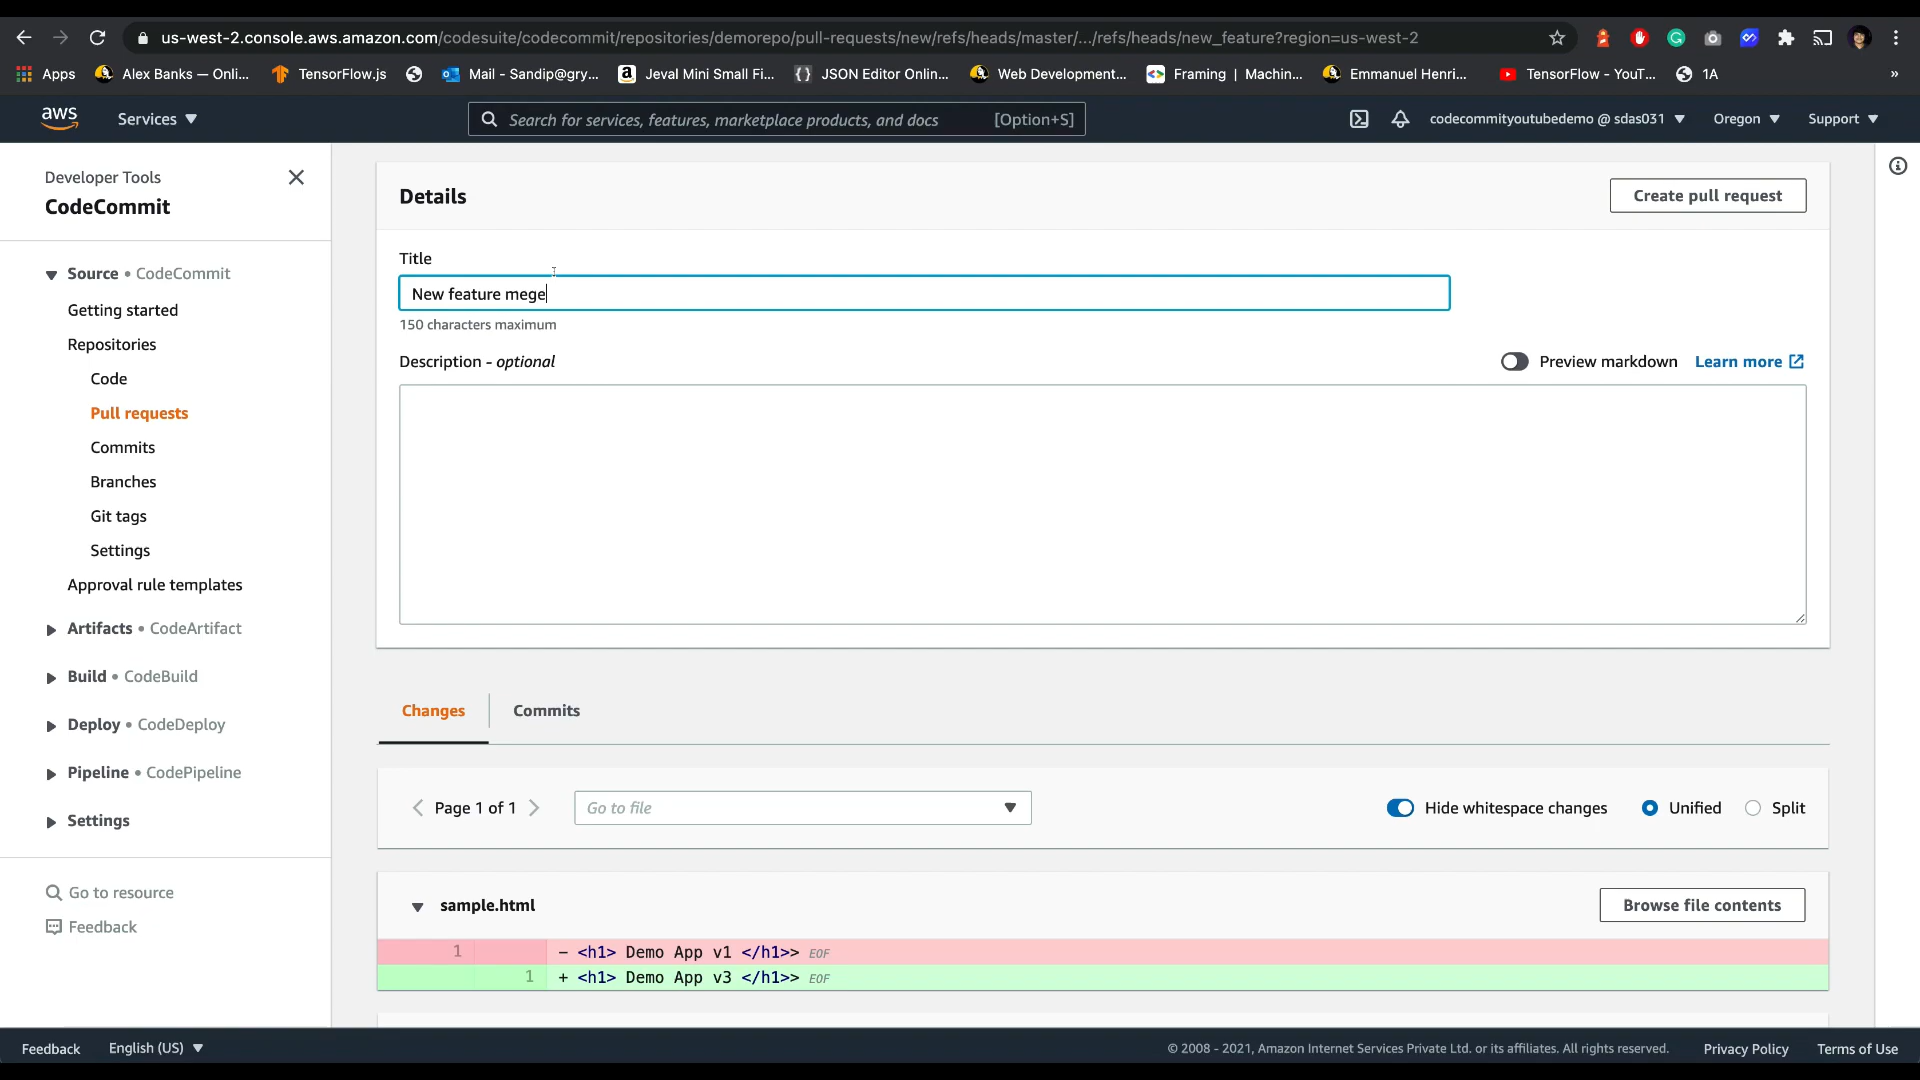 us-west-2.console.aws.amazon.com/codesuite/codecommit/repositories/demorepo/pull-requests/new/refs/heads/master/.../refs/heads/new_feature?region=us-west-2
Apps Alex Banks — Onli... TensorFlow.js Mail - Sandip@gry... Jeval Mini Small Fi... JSON Editor Onlin... Web Development... Framing | Machin... Emmanuel Henri... TensorFlow - YouT... 1A »
aws Services ▼ Search for services, features, marketplace products, and docs [Option+S] codecommityoutubedemo @ sdas031 ▼ Oregon ▼ Support ▼
Developer Tools
CodeCommit
Source • CodeCommit
Getting started
Repositories
Code
Pull requests
Commits
Branches
Git tags
Settings
Approval rule templates
Artifacts • CodeArtifact
Build • CodeBuild
Deploy • CodeDeploy
Pipeline • CodePipeline
Settings
Go to resource
Feedback
Details Create pull request
Title
New feature mege
150 characters maximum
Description - optional Preview markdown Learn more
Changes Commits
Page 1 of 1 Go to file Hide whitespace changes Unified Split
sample.html Browse file contents
1 - <h1> Demo App v1 </h1>> EOF
1 + <h1> Demo App v3 </h1>> EOF
Feedback English (US) ▼ © 2008 - 2021, Amazon Internet Services Private Ltd. or its affiliates. All rights reserved. Privacy Policy Terms of Use